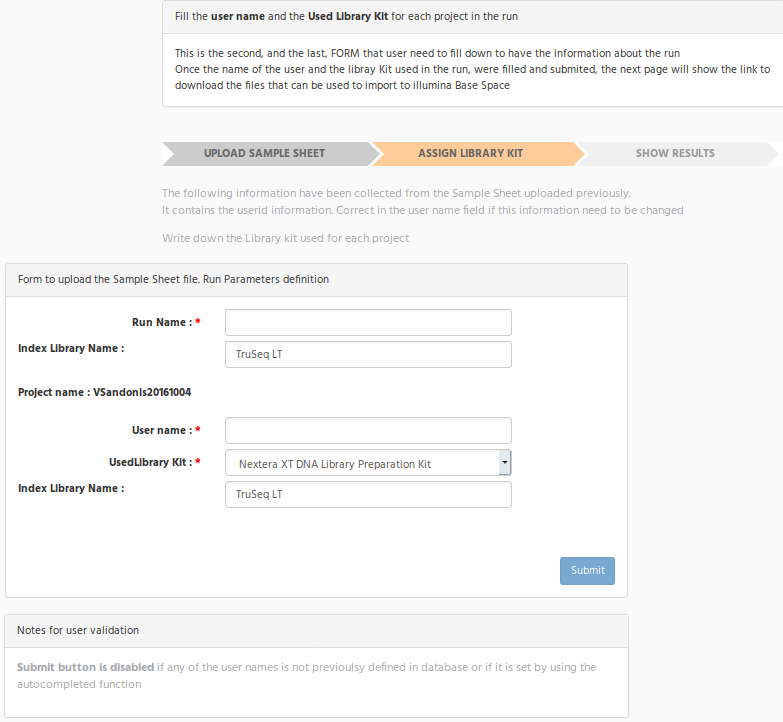 Fill the user name and the Used Library Kit for each project in the run
This is the second, and the last, FORM that user need to fill down to have the information about the run
Once the name of the user and the libray Kit used in the run, were filled and submited, the next page will show the link to
download the files that can be used to import to illumina Base Space
UPLOAD SAMPLE SHEET
ASSIGN LIBRARY KIT
SHOW RESULTS
The following information have been collected from the Sample Sheet uploaded previously.
It contains the userid information. Correct in the user name field if this information need to be changed
Write down the Library kit used for each project
Form to upload the Sample Sheet file. Run Parameters definition
Run Name : *
Index Library Name :
TruSeq LT
Project name : VSandonis20161004
User name : *
UsedLibrary Kit : *
Nextera XT DNA Library Preparation Kit
Index Library Name :
TruSeq LT
Submit
Notes for user validation
Submit button is disabled if any of the user names is not previoulsy defined in database or if it is set by using the
autocompleted function